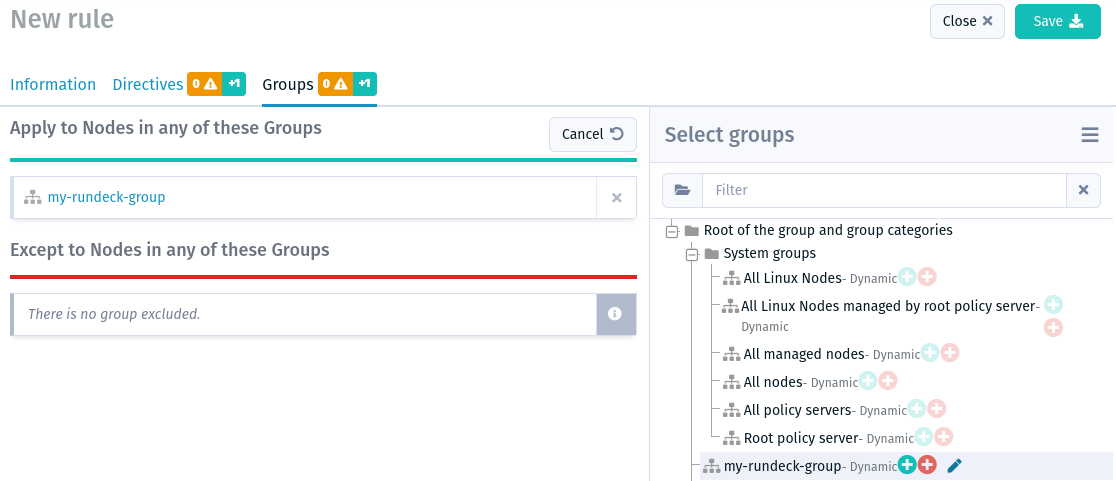 New rule
Close
Save
Information
Directives 0 +1
Groups 0 +1
Apply to Nodes in any of these Groups
Cancel
my-rundeck-group
Except to Nodes in any of these Groups
There is no group excluded.
Select groups
Filter
Root of the group and group categories
System groups
All Linux Nodes- Dynamic
All Linux Nodes managed by root policy server-
Dynamic
All managed nodes- Dynamic
All nodes- Dynamic
All policy servers- Dynamic
Root policy server- Dynamic
my-rundeck-group- Dynamic